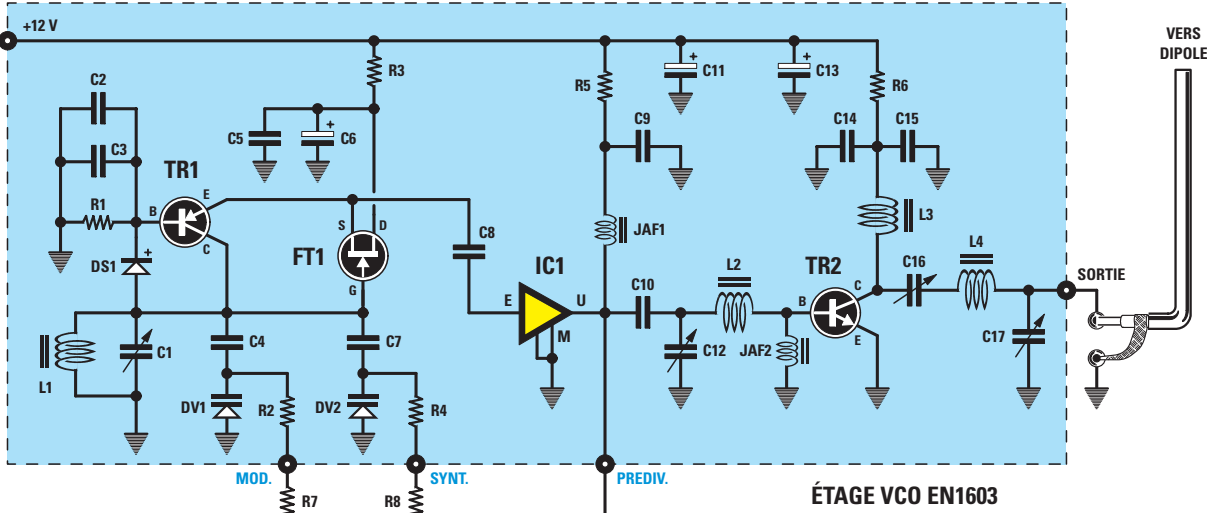 +12 V
VERS
DIPOLE
R3
C11
C13
R5
R6
C2
C5
C6
C9
C14
C15
C3
TR1
E
R1
B
S
D
JAF1
L3
C
C8
DS1
FT1
IC1
L2
TR2
C16
L4
SORTIE
G
C10
B
C
E
U
L1
C1
C4
C7
M
C12
JAF2
E
C17
DV1
R2
DV2
R4
MOD.
SYNT.
PREDIV.
R7
R8
ÉTAGE VCO EN1603